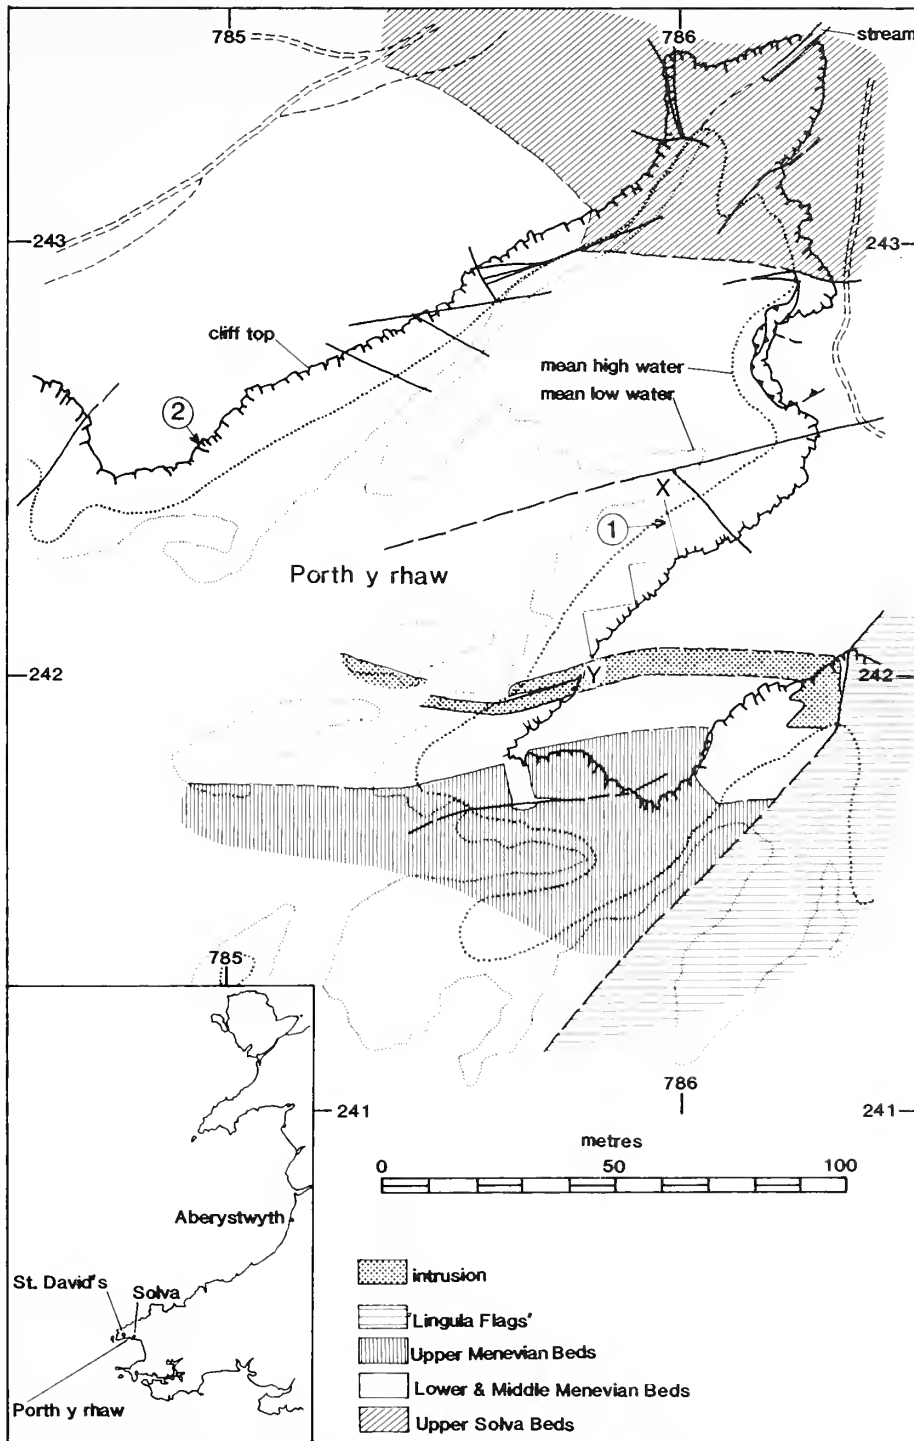 785
786
stream
243
243
cliff top
mean high water
mean low water
2
X
1
Porth y rhaw
242
242
Y
785
786
241
241
metres
0
50
100
Aberystwyth
St. David's
Solva
Porth y rhaw
intrusion
'Lingula Flags'
Upper Menevian Beds
Lower & Middle Menevian Beds
Upper Solva Beds